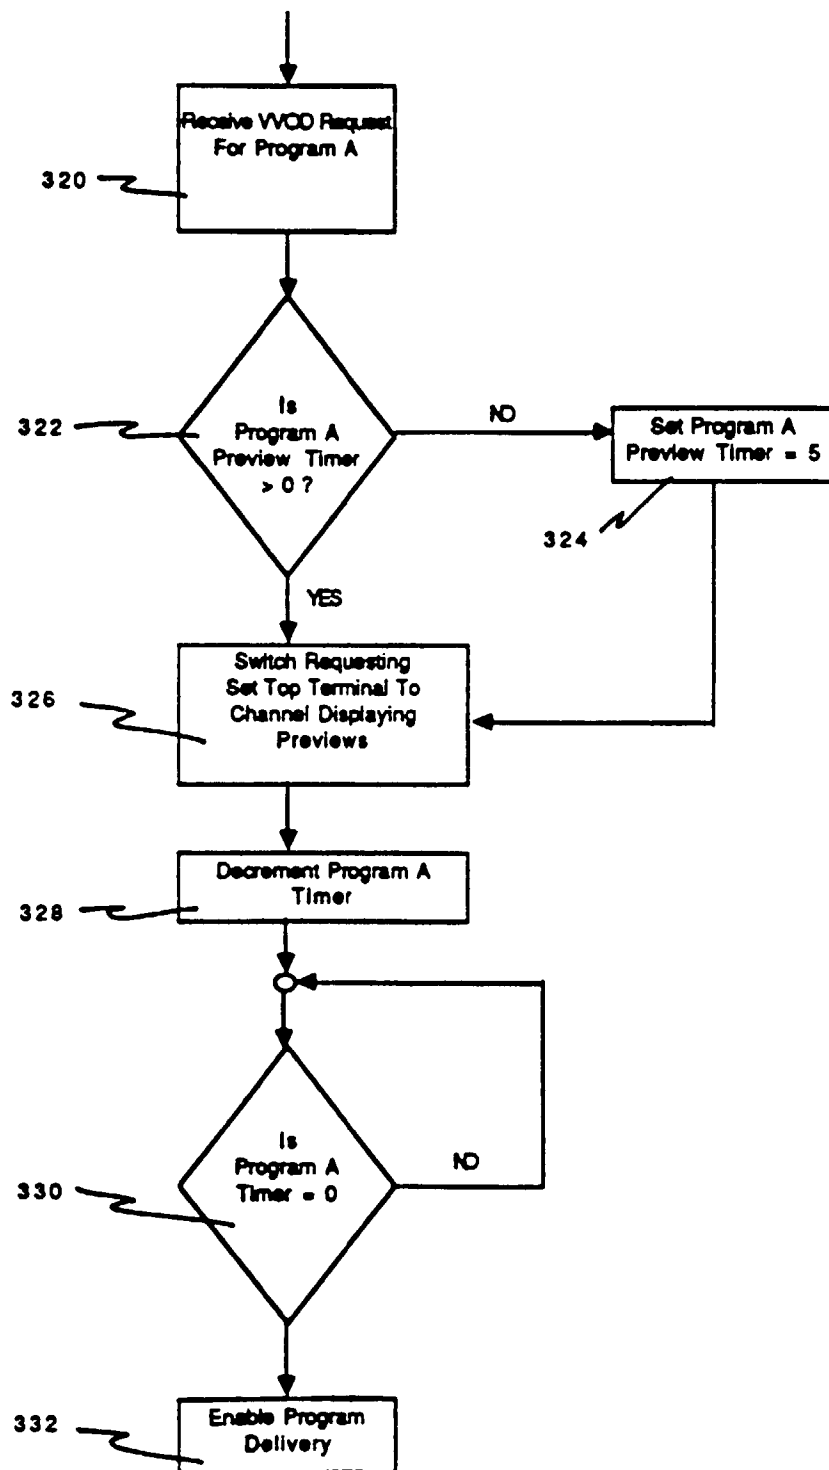 Receive VVOD Request
For Program A
320
Is
Program A
Preview Timer
> 0 ?
322
NO
Set Program A
Preview Timer = 5
324
YES
Switch Requesting
Set Top Terminal To
Channel Displaying
Previews
326
Decrement Program A
Timer
328
Is
Program A
Timer = 0
330
NO
Enable Program
Delivery
332